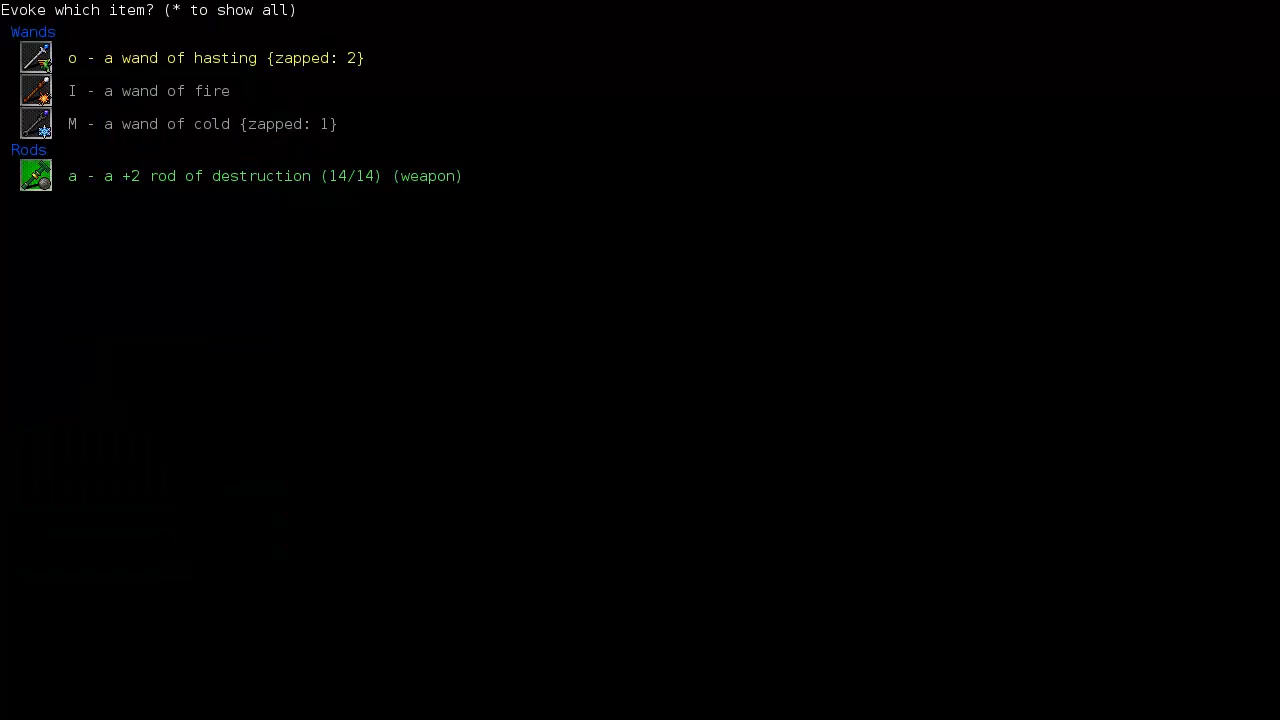 Evoke which item? (* to show all)
Wands
o - a wand of hasting {zapped: 2}
I - a wand of fire
M - a wand of cold {zapped: 1}
Rods
a - a +2 rod of destruction (14/14) (weapon)